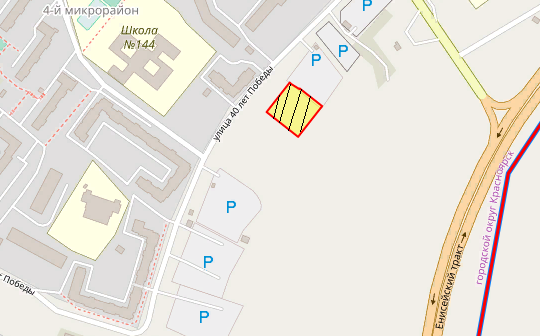 4-й микрорайон
Школа
№144
P
P
P
улица 40 лет Победы
P
P
P
т Победы
Енисейский тракт
городской округ Красноярск